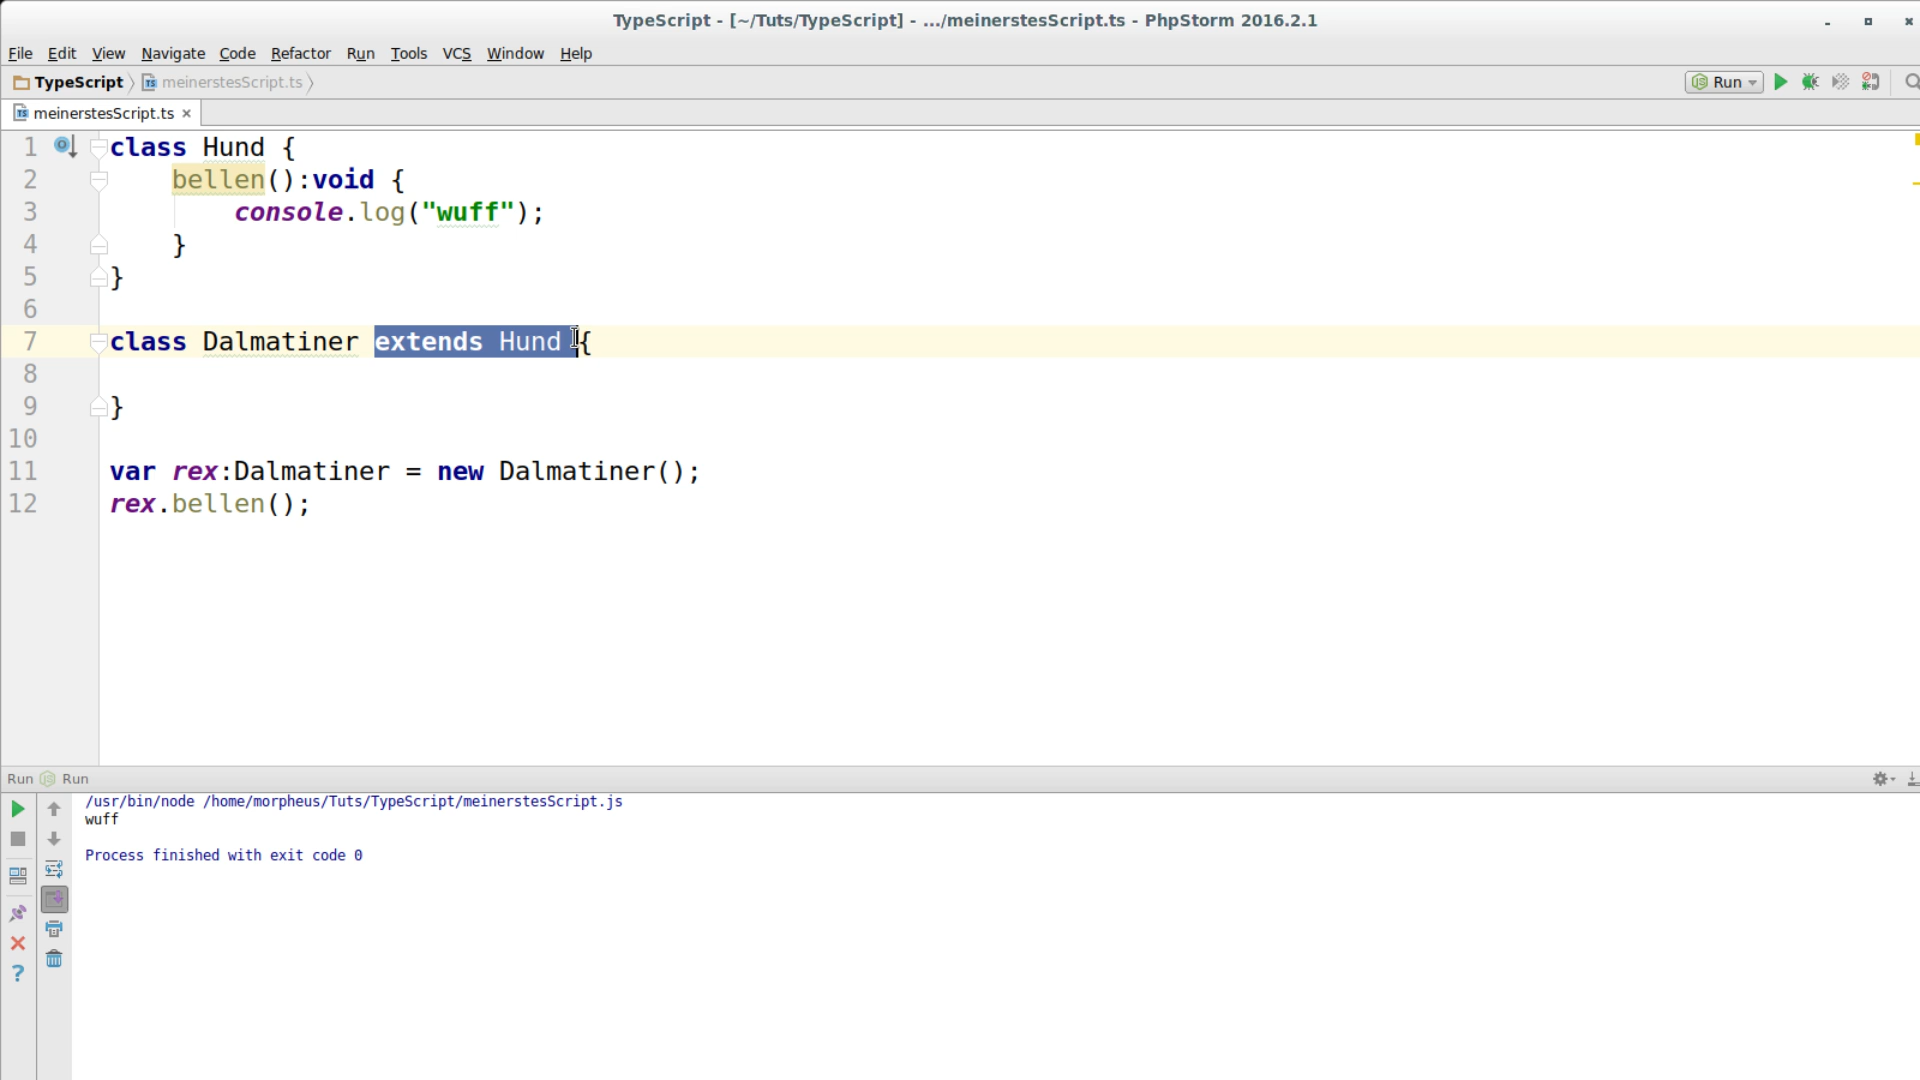 TypeScript - [~/Tuts/TypeScript] - .../meinerstesScript.ts - PhpStorm 2016.2.1
File Edit View Navigate Code Refactor Run Tools VCS Window Help
TypeScript meinerstesScript.ts Run
meinerstesScript.ts
1 class Hund {
2 bellen():void {
3 console.log("wuff");
4 }
5 }
6
7 class Dalmatiner extends Hund {
8
9 }
10
11 var rex:Dalmatiner = new Dalmatiner();
12 rex.bellen();
Run Run
/usr/bin/node /home/morpheus/Tuts/TypeScript/meinerstesScript.js
wuff
Process finished with exit code 0